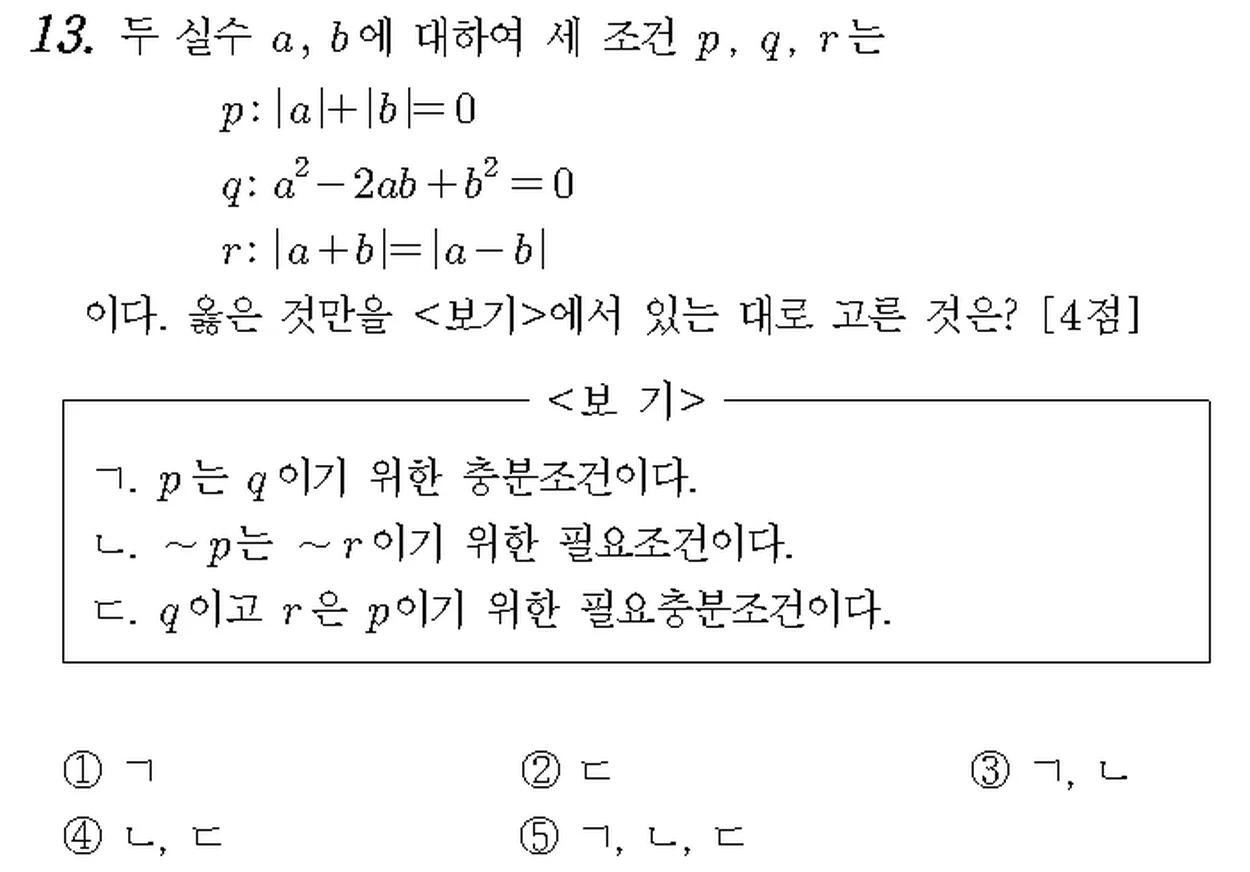 13. 두 실수 a, b에 대하여 세 조건 p, q, r는
p: |a|+|b|=0
q: a²-2ab+b²=0
r: |a+b|=|a-b|
이다. 옳은 것만을 <보기>에서 있는 대로 고른 것은? [4점]
<보 기>
ㄱ. p는 q이기 위한 충분조건이다.
ㄴ. ~p는 ~r이기 위한 필요조건이다.
ㄷ. q이고 r은 p이기 위한 필요충분조건이다.
① ㄱ ② ㄷ ③ ㄱ, ㄴ
④ ㄴ, ㄷ ⑤ ㄱ, ㄴ, ㄷ